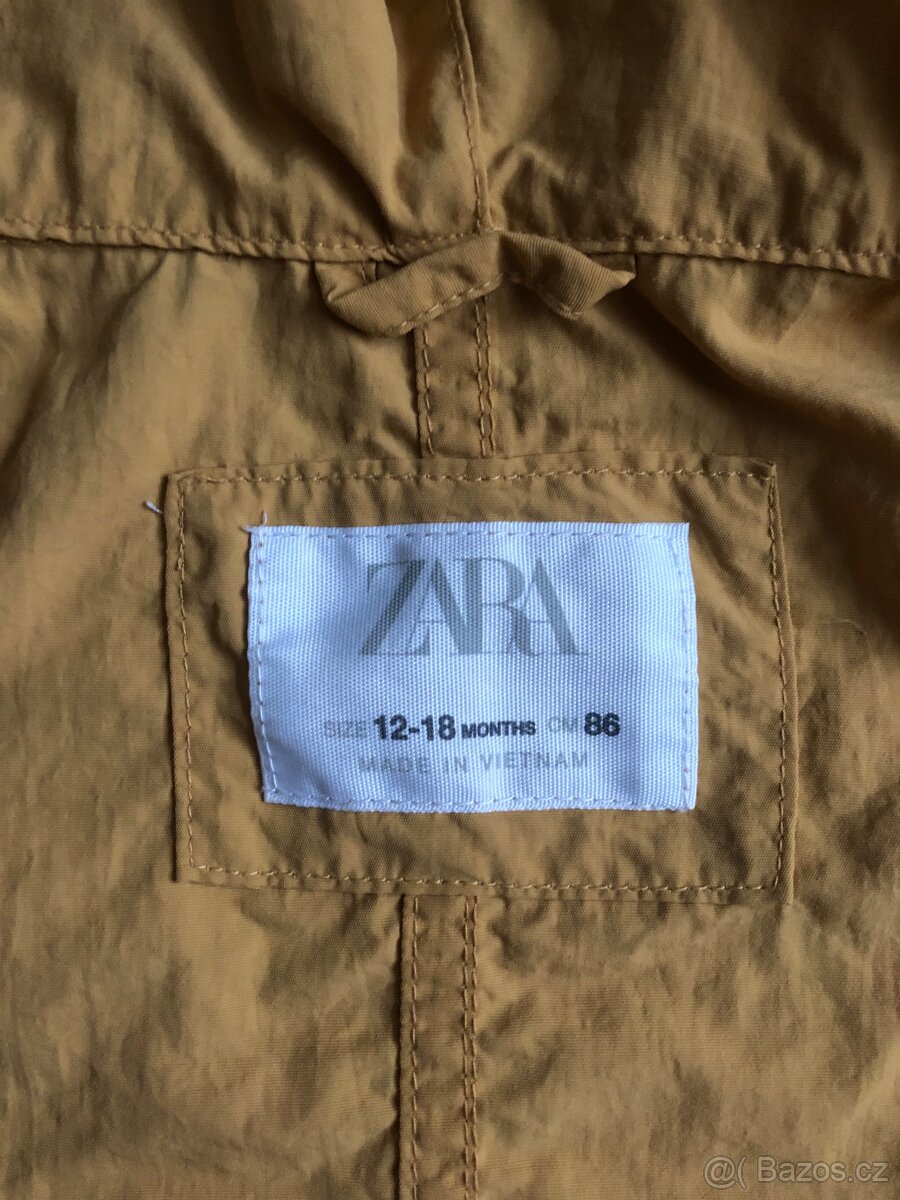 ZARA
SIZE 12-18 MONTHS CM 86
MADE IN VIETNAM
@( Bazos.cz